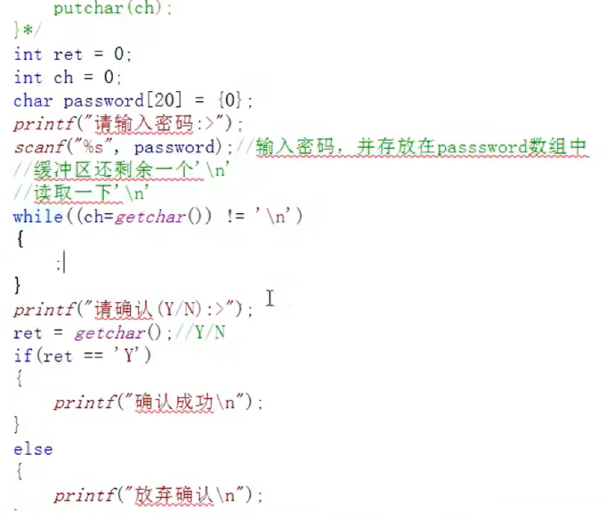 putchar(ch);
}*/
int ret = 0;
int ch = 0;
char password[20] = {0};
printf("请输入密码:>");
scanf("%s", password);//输入密码，并存放在passsword数组中
//缓冲区还剩余一个'\n'
//读取一下'\n'
while((ch=getchar()) != '\n')
{
    ;
}
printf("请确认(Y/N):>");
ret = getchar();//Y/N
if(ret == 'Y')
{
    printf("确认成功\n");
}
else
{
    printf("放弃确认\n");